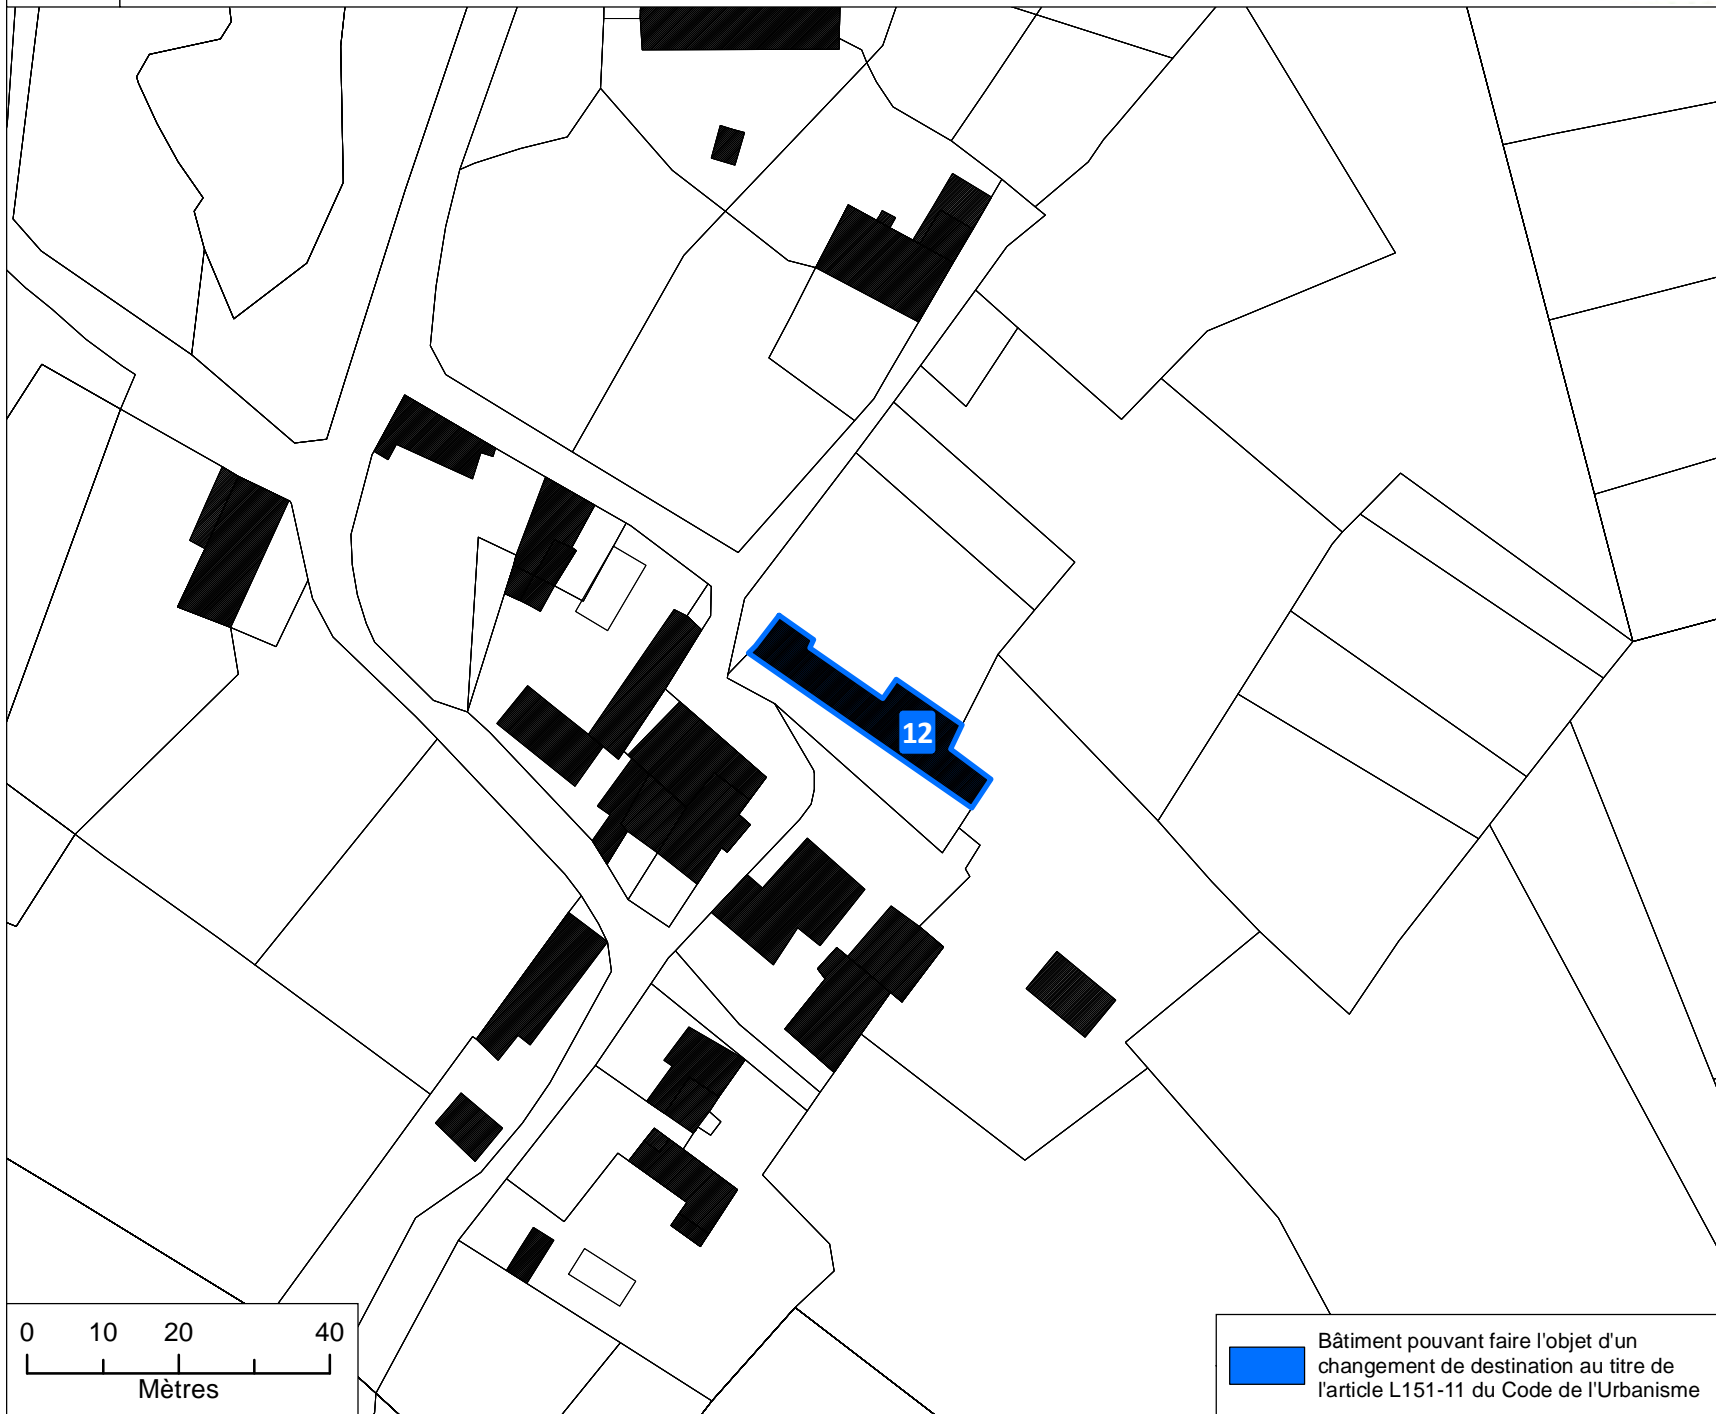 12
0 10 20 40
Mètres
Bâtiment pouvant faire l'objet d'un
changement de destination au titre de
l'article L151-11 du Code de l'Urbanisme